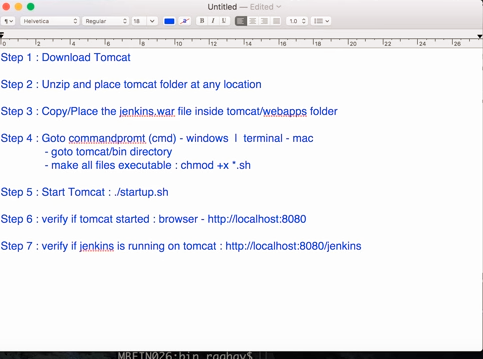 Untitled — Edited
¶ Helvetica Regular 18 a B I U 1.0
0 2 4 6 8 10 12 14 16 18 20 22 24 26
Step 1 : Download Tomcat
Step 2 : Unzip and place tomcat folder at any location
Step 3 : Copy/Place the jenkins.war file inside tomcat/webapps folder
Step 4 : Goto commandpromt (cmd) - windows | terminal - mac
- goto tomcat/bin directory
- make all files executable : chmod +x *.sh
Step 5 : Start Tomcat : ./startup.sh
Step 6 : verify if tomcat started : browser - http://localhost:8080
Step 7 : verify if jenkins is running on tomcat : http://localhost:8080/jenkins
MBFTN026:bin raghav$